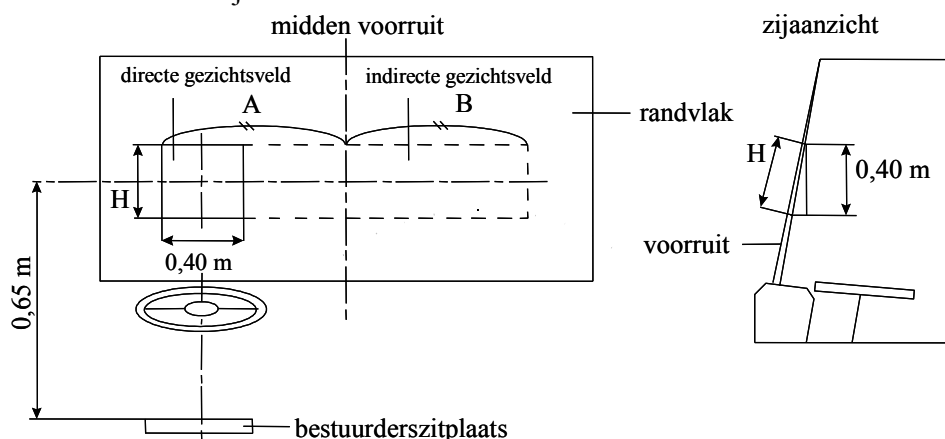 midden voorruit
zijaanzicht
directe gezichtsveld
indirecte gezichtsveld
A
B
randvlak
H
H
0,40 m
0,40 m
voorruit
0,65 m
bestuurderszitplaats